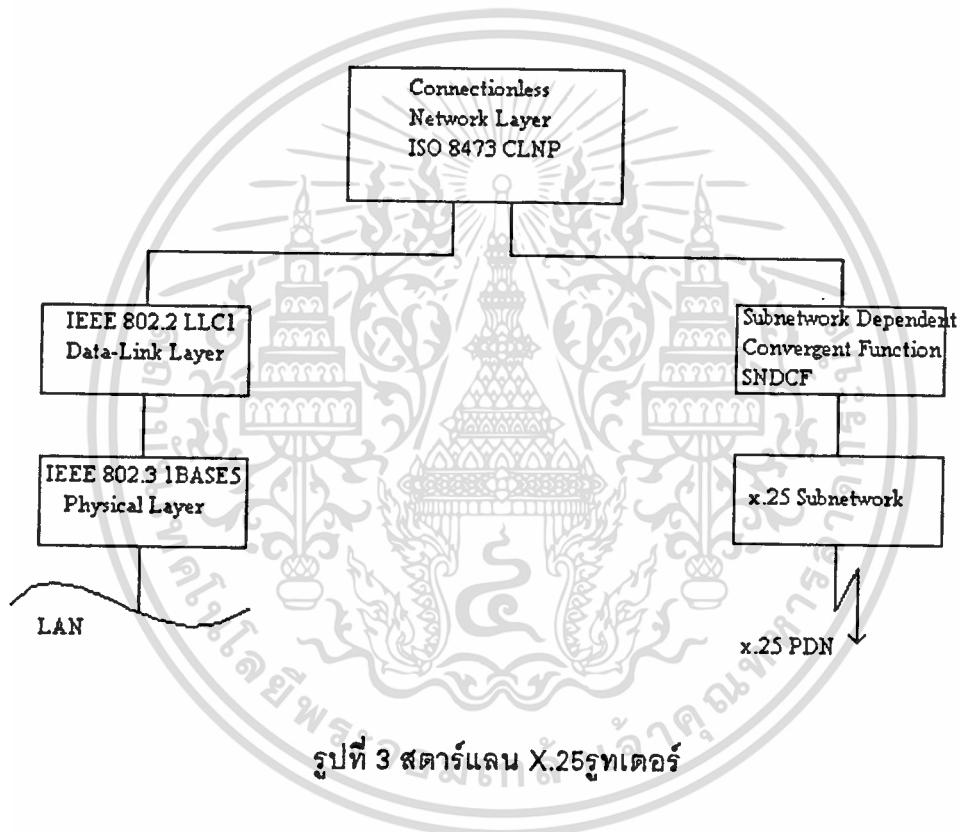 Connectionless
Network Layer
ISO 8473 CLNP
IEEE 802.2 LLC1
Data-Link Layer
Subnetwork Dependent
Convergent Function
SNDCF
IEEE 802.3 1BASE5
Physical Layer
x.25 Subnetwork
LAN
x.25 PDN
รูปที่ 3 สตาร์แลน X.25รูทเตอร์